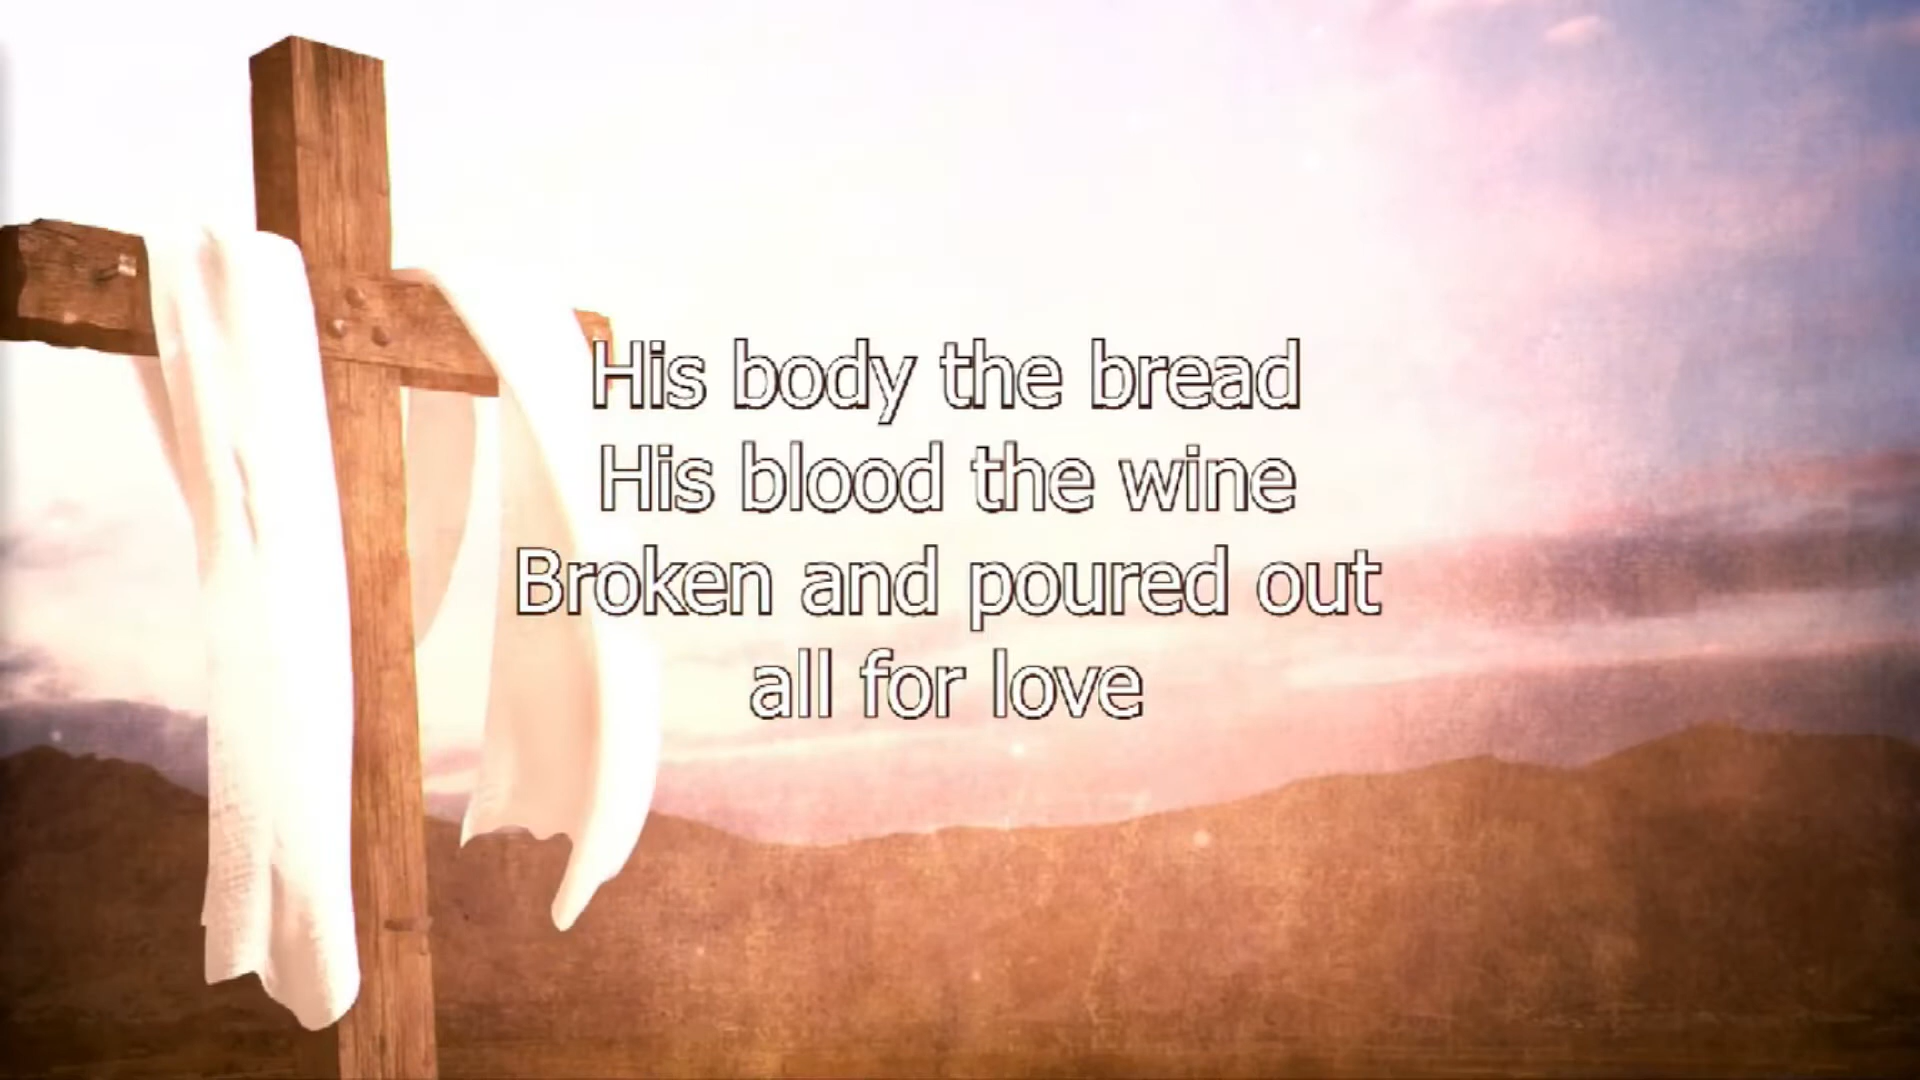 His body the bread
His blood the wine
Broken and poured out
all for love